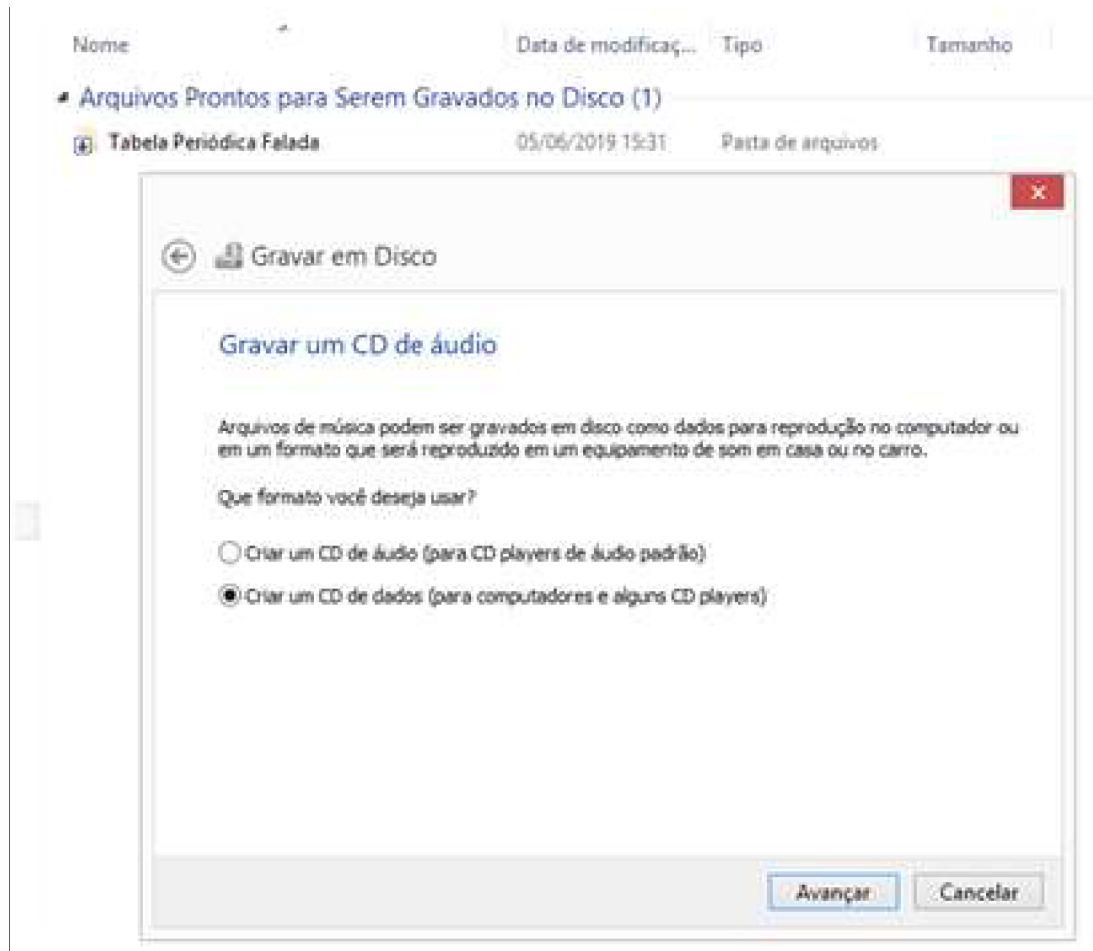 Nome Data de modificaç... Tipo Tamanho
Arquivos Prontos para Serem Gravados no Disco (1)
Tabela Periódica Falada 05/06/2019 15:31 Pasta de arquivos
x
Gravar em Disco
Gravar um CD de áudio
Arquivos de música podem ser gravados em disco como dados para reprodução no computador ou
em um formato que será reproduzido em um equipamento de som em casa ou no carro.
Que formato você deseja usar?
Criar um CD de áudio (para CD players de áudio padrão)
Criar um CD de dados (para computadores e alguns CD players)
Avançar Cancelar